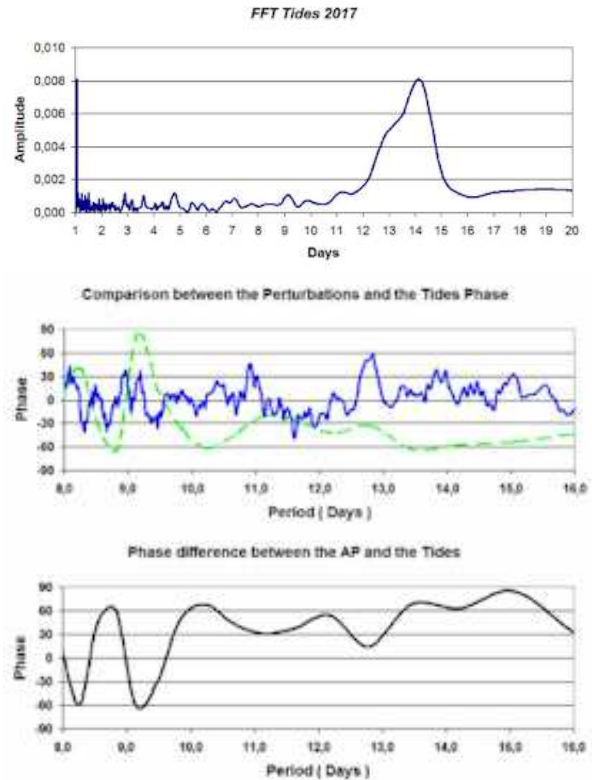 FFT Tides 2017
0,010
0,008
0,006
0,004
0,002
0,000
Amplitude
1 2 3 4 5 6 7 8 9 10 11 12 13 14 15 16 17 18 19 20
Days
Comparison between the Perturbations and the Tides Phase
90
60
30
0
-30
-60
-90
Phase
8,0 9,0 10,0 11,0 12,0 13,0 14,0 15,0 16,0
Period ( Days )
Phase difference between the AP and the Tides
90
60
30
0
-30
-60
-90
Phase
8,0 9,0 10,0 11,0 12,0 13,0 14,0 15,0 16,0
Period ( Days )